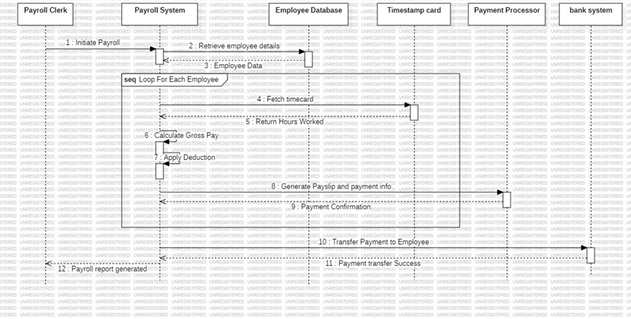 Payroll Clerk
Payroll System
Employee Database
Timestamp card
Payment Processor
bank system
1 : Initiate Payroll
2 : Retrieve employee details
3 : Employee Data
seq Loop For Each Employee
4 : Fetch timecard
5 : Return Hours Worked
6 : Calculate Gross Pay
7 : Apply Deduction
8 : Generate Payslip and payment info
9 : Payment Confirmation
10 : Transfer Payment to Employee
11 : Payment transfer Success
12 : Payroll report generated